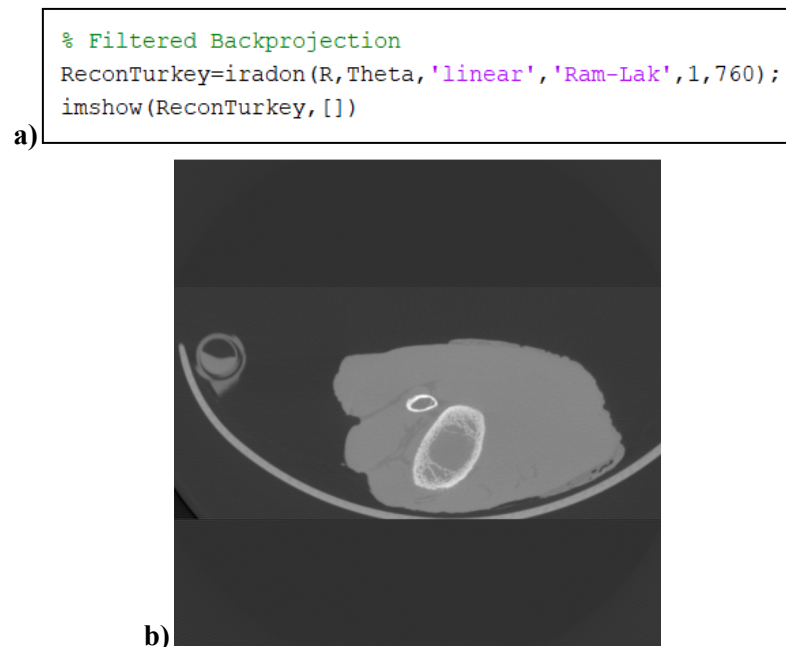 % Filtered Backprojection
ReconTurkey=iradon(R,Theta,'linear','Ram-Lak',1,760);
imshow(ReconTurkey,[])
a)
b)